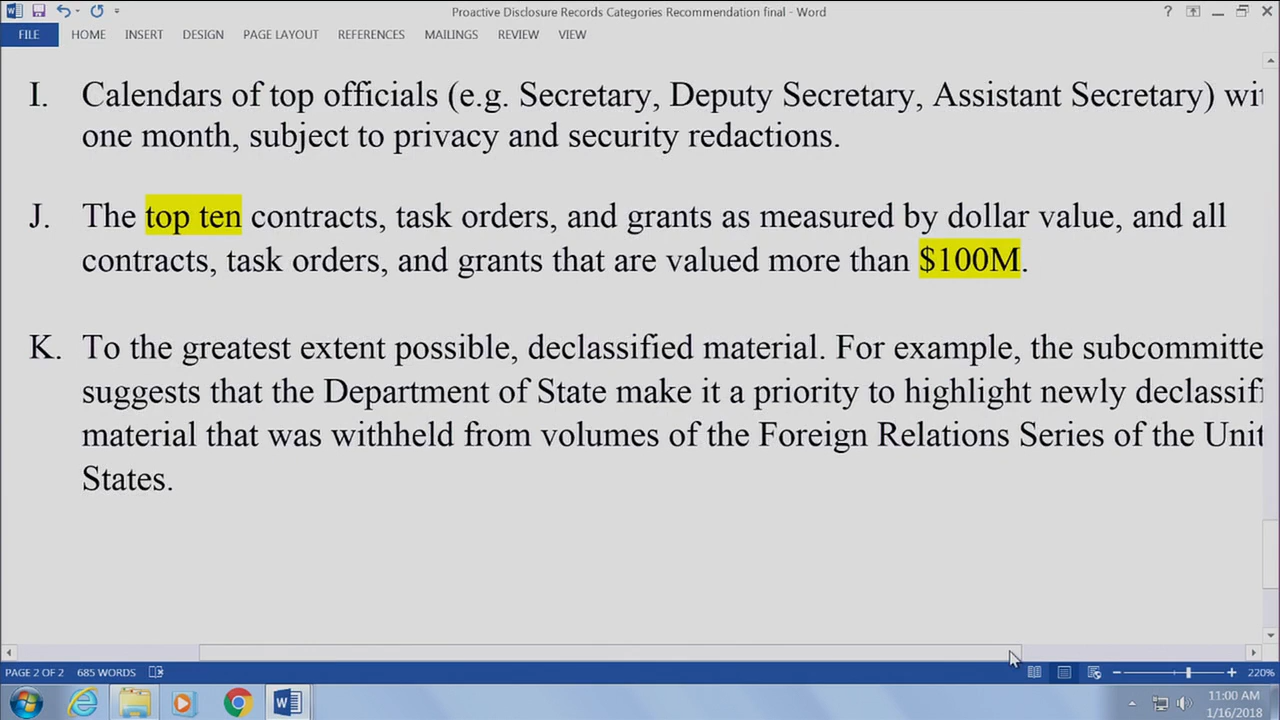 Proactive Disclosure Records Categories Recommendation final - Word
?
FILE HOME INSERT DESIGN PAGE LAYOUT REFERENCES MAILINGS REVIEW VIEW
I. Calendars of top officials (e.g. Secretary, Deputy Secretary, Assistant Secretary) wit
one month, subject to privacy and security redactions.
J. The top ten contracts, task orders, and grants as measured by dollar value, and all
contracts, task orders, and grants that are valued more than $100M.
K. To the greatest extent possible, declassified material. For example, the subcommitte
suggests that the Department of State make it a priority to highlight newly declassifi
material that was withheld from volumes of the Foreign Relations Series of the Unit
States.
PAGE 2 OF 2 685 WORDS 220%
11:00 AM
1/16/2018